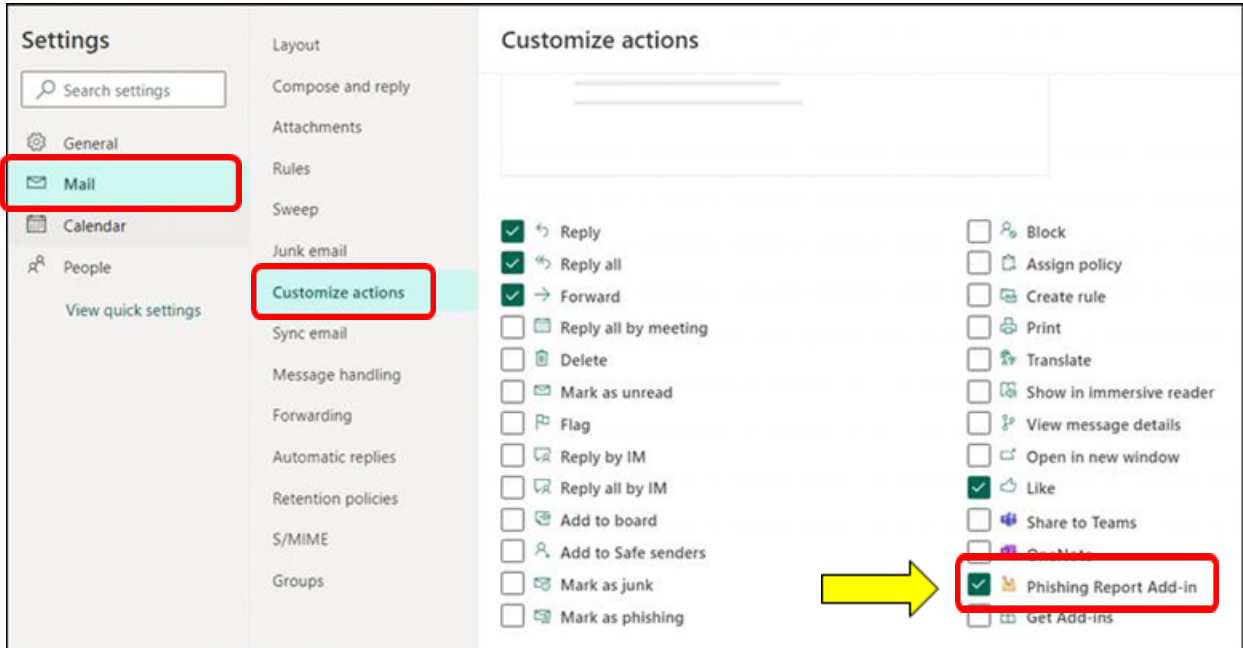 Settings
Search settings
General
Mail
Calendar
People
View quick settings
Layout
Compose and reply
Attachments
Rules
Sweep
Junk email
Customize actions
Sync email
Message handling
Forwarding
Automatic replies
Retention policies
S/MIME
Groups
Customize actions
Reply
Reply all
Forward
Reply all by meeting
Delete
Mark as unread
Flag
Reply by IM
Reply all by IM
Add to board
Add to Safe senders
Mark as junk
Mark as phishing
Block
Assign policy
Create rule
Print
Translate
Show in immersive reader
View message details
Open in new window
Like
Share to Teams
OneNote
Phishing Report Add-in
Get Add-ins